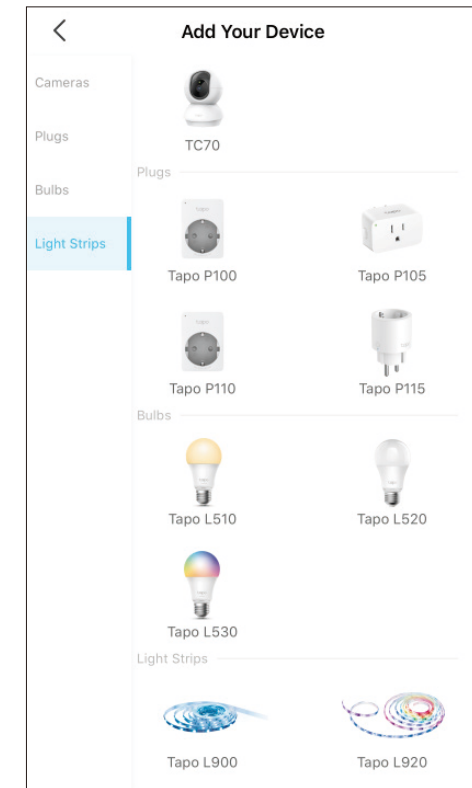 Add Your Device
Cameras
Plugs
Bulbs
Light Strips
TC70
Plugs
Tapo P100
Tapo P105
Tapo P110
Tapo P115
Bulbs
Tapo L510
Tapo L520
Tapo L530
Light Strips
Tapo L900
Tapo L920